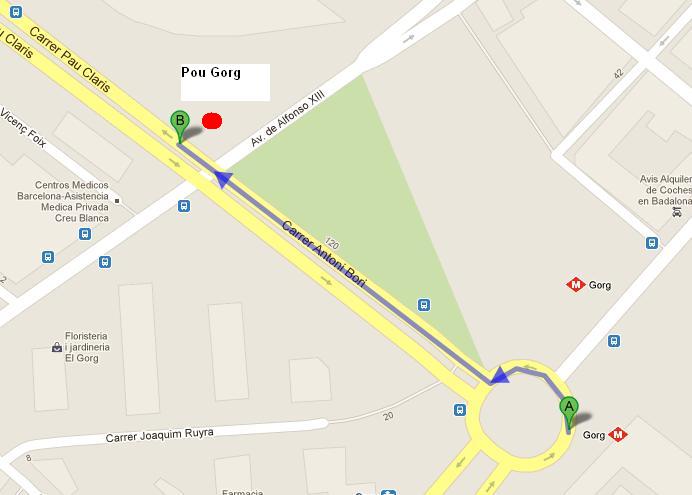 Carrer Pau Claris
u Claris
Pou Gorg
42
B
Av. de Alfonso XIII
Vicenç Foix
Centros Medicos
Barcelona-Asistencia
Medica Privada
Creu Blanca
Avis Alquiler
de Coches
en Badalona
120
Carrer Antoni Bori
2
M Gorg
Floristeria
i jardineria
El Gorg
A
20
Gorg M
Carrer Joaquim Ruyra
8
Farmacia